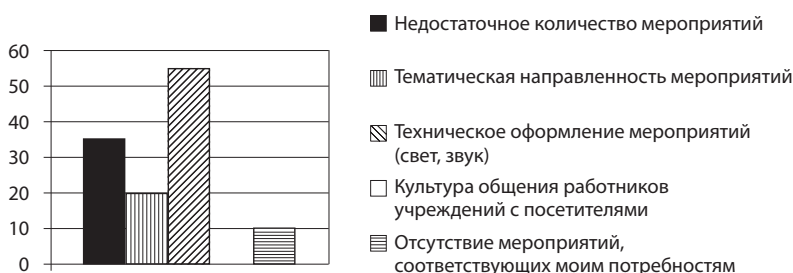 60
50
40
30
20
10
0
Недостаточное количество мероприятий
Тематическая направленность мероприятий
Техническое оформление мероприятий
(свет, звук)
Культура общения работников
учреждений с посетителями
Отсутствие мероприятий,
соответствующих моим потребностям